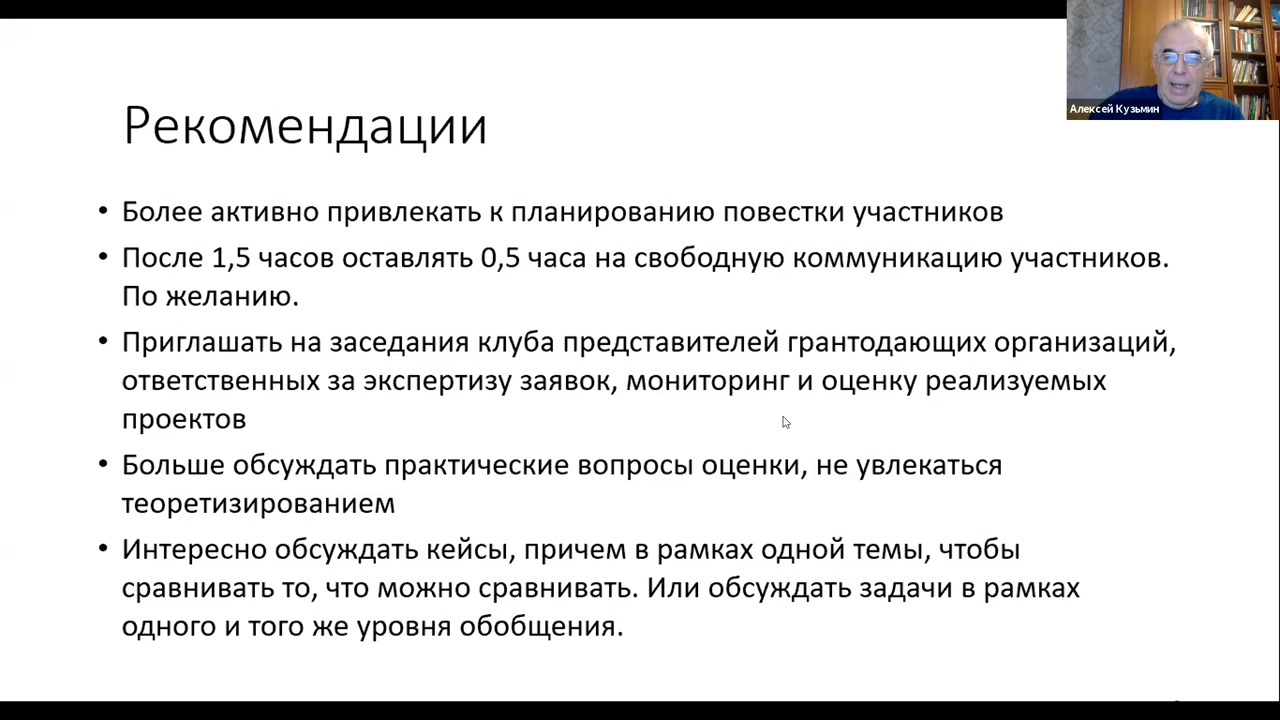 Алексей Кузьмин
Рекомендации
• Более активно привлекать к планированию повестки участников
• После 1,5 часов оставлять 0,5 часа на свободную коммуникацию участников.
По желанию.
• Приглашать на заседания клуба представителей грантодающих организаций,
ответственных за экспертизу заявок, мониторинг и оценку реализуемых
проектов
• Больше обсуждать практические вопросы оценки, не увлекаться
теоретизированием
• Интересно обсуждать кейсы, причем в рамках одной темы, чтобы
сравнивать то, что можно сравнивать. Или обсуждать задачи в рамках
одного и того же уровня обобщения.